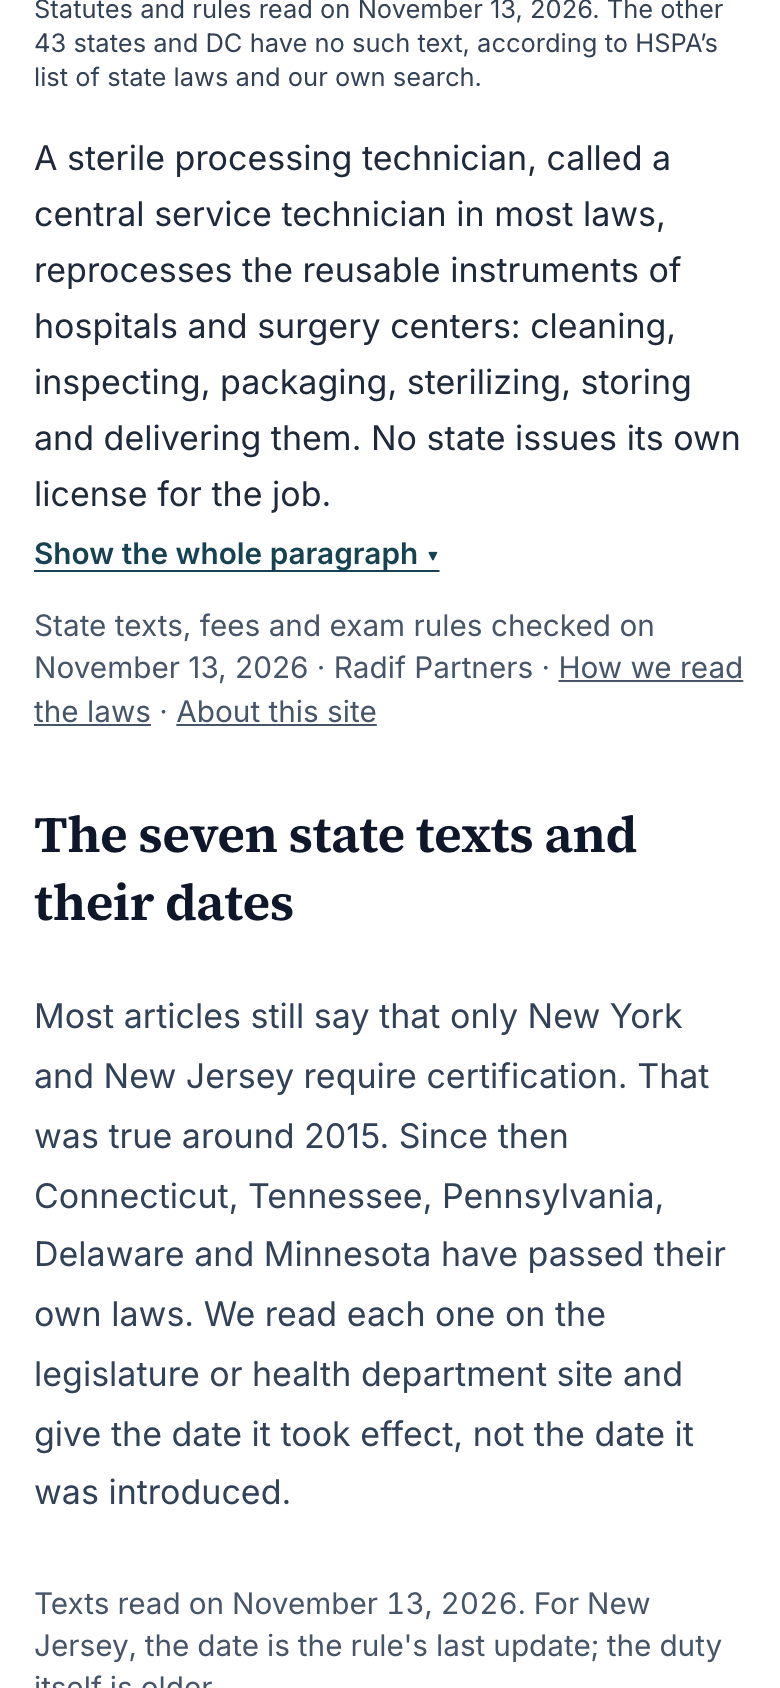 Statutes and rules read on November 13, 2026. The other
43 states and DC have no such text, according to HSPA’s
list of state laws and our own search.
A sterile processing technician, called a
central service technician in most laws,
reprocesses the reusable instruments of
hospitals and surgery centers: cleaning,
inspecting, packaging, sterilizing, storing
and delivering them. No state issues its own
license for the job.
Show the whole paragraph ▾
State texts, fees and exam rules checked on
November 13, 2026 · Radif Partners · How we read
the laws · About this site
The seven state texts and
their dates
Most articles still say that only New York
and New Jersey require certification. That
was true around 2015. Since then
Connecticut, Tennessee, Pennsylvania,
Delaware and Minnesota have passed their
own laws. We read each one on the
legislature or health department site and
give the date it took effect, not the date it
was introduced.
Texts read on November 13, 2026. For New
Jersey, the date is the rule's last update; the duty
itself is older.